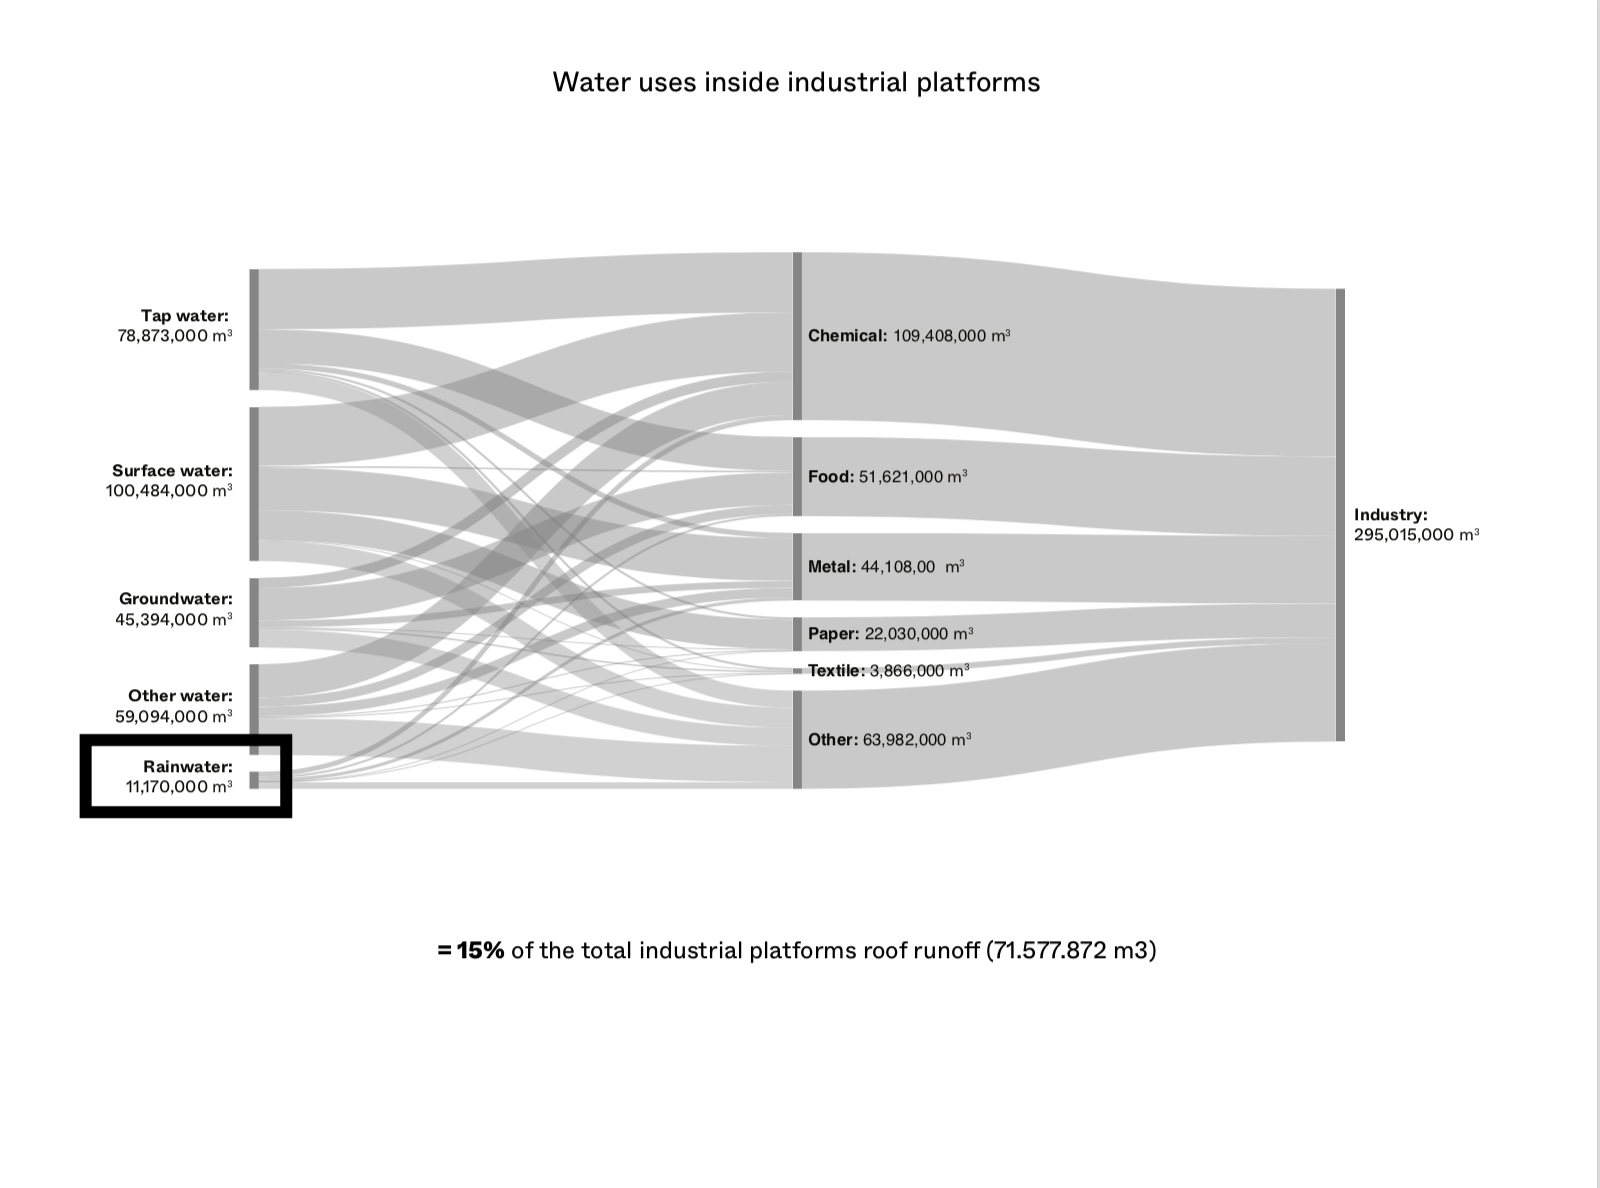 Water uses inside industrial platforms
Tap water:
78,873,000 m³
Surface water:
100,484,000 m³
Groundwater:
45,394,000 m³
Other water:
59,094,000 m³
Rainwater:
11,170,000 m³
Chemical: 109,408,000 m³
Food: 51,621,000 m³
Metal: 44,108,00 m³
Paper: 22,030,000 m³
Textile: 3,866,000 m³
Other: 63,982,000 m³
Industry:
295,015,000 m³
= 15% of the total industrial platforms roof runoff (71.577.872 m3)